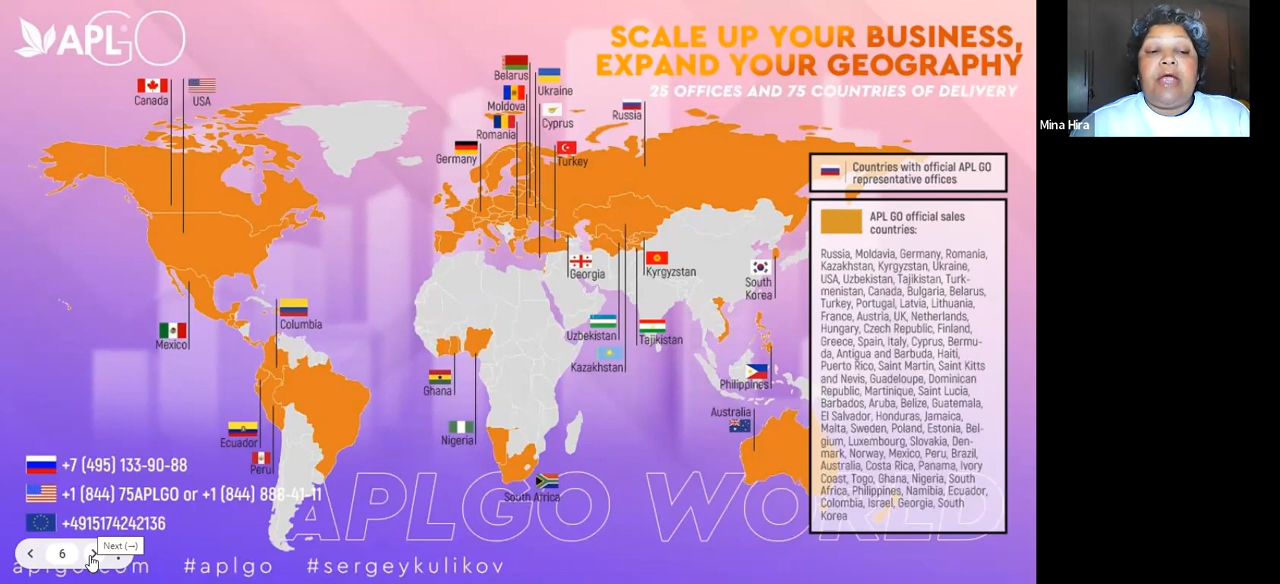 APLGO
SCALE UP YOUR BUSINESS,
EXPAND YOUR GEOGRAPHY
25 OFFICES AND 75 COUNTRIES OF DELIVERY
Mina Hira
Canada
USA
Belarus
Ukraine
Moldova
Cyprus
Romania
Russia
Germany
Turkey
Georgia
Kyrgyzstan
South
Korea
Columbia
Mexico
Uzbekistan
Tajikistan
Kazakhstan
Ghana
Philippines
Nigeria
Australia
Ecuador
Peru
South Africa
Countries with official APL GO
representative offices
APL GO official sales
countries:
Russia, Moldavia, Germany, Romania,
Kazakhstan, Kyrgyzstan, Ukraine,
USA, Uzbekistan, Tajikistan, Turk-
menistan, Canada, Bulgaria, Belarus,
Turkey, Portugal, Latvia, Lithuania,
France, Austria, UK, Netherlands,
Hungary, Czech Republic, Finland,
Greece, Spain, Italy, Cyprus, Bermu-
da, Antigua and Barbuda, Haiti,
Puerto Rico, Saint Martin, Saint Kitts
and Nevis, Guadeloupe, Dominican
Republic, Martinique, Saint Lucia,
Barbados, Aruba, Belize, Guatemala,
El Salvador, Honduras, Jamaica,
Malta, Sweden, Poland, Estonia, Bel-
gium, Luxembourg, Slovakia, Den-
mark, Norway, Mexico, Peru, Brazil,
Australia, Costa Rica, Panama, Ivory
Coast, Togo, Ghana, Nigeria, South
Africa, Philippines, Namibia, Ecuador,
Colombia, Israel, Georgia, South
Korea
+7 (495) 133-90-88
+1 (844) 75APLGO or +1 (844) 888-41-11
+4915174242136
APLGO WORLD
6
Next (→)
aplgo.com #aplgo #sergeykulikov